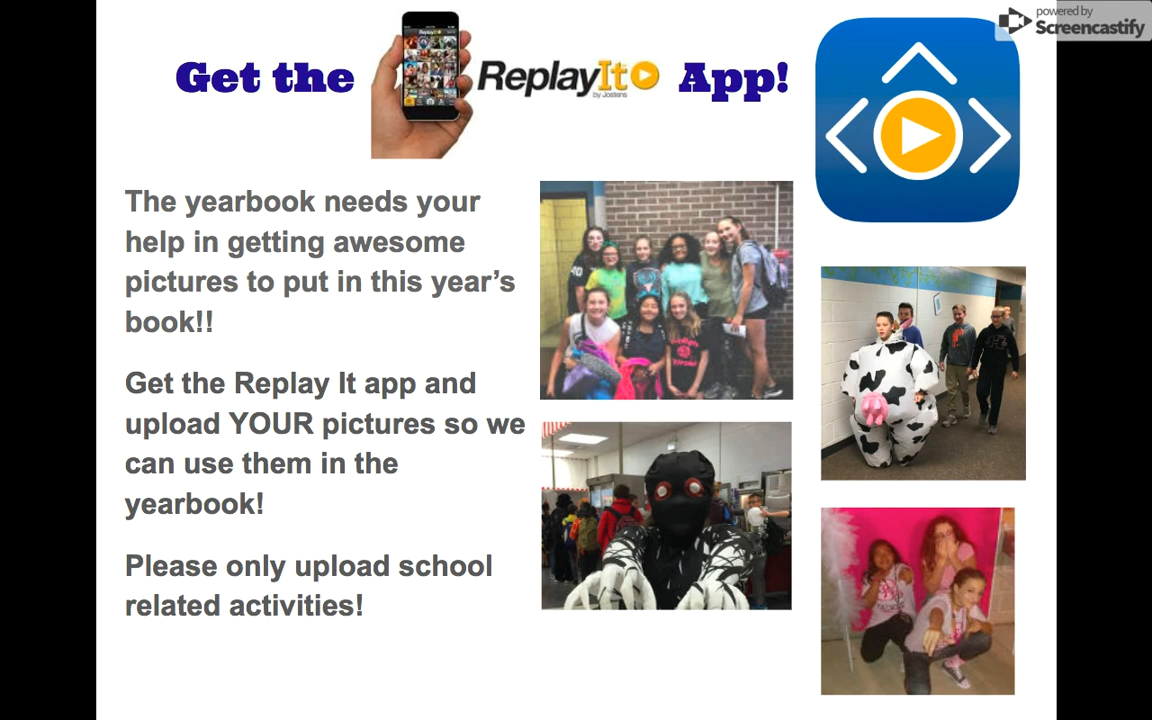 powered by
Screencastify
Get the ReplayIt App!
by Jostens
The yearbook needs your
help in getting awesome
pictures to put in this year’s
book!!
Get the Replay It app and
upload YOUR pictures so we
can use them in the
yearbook!
Please only upload school
related activities!